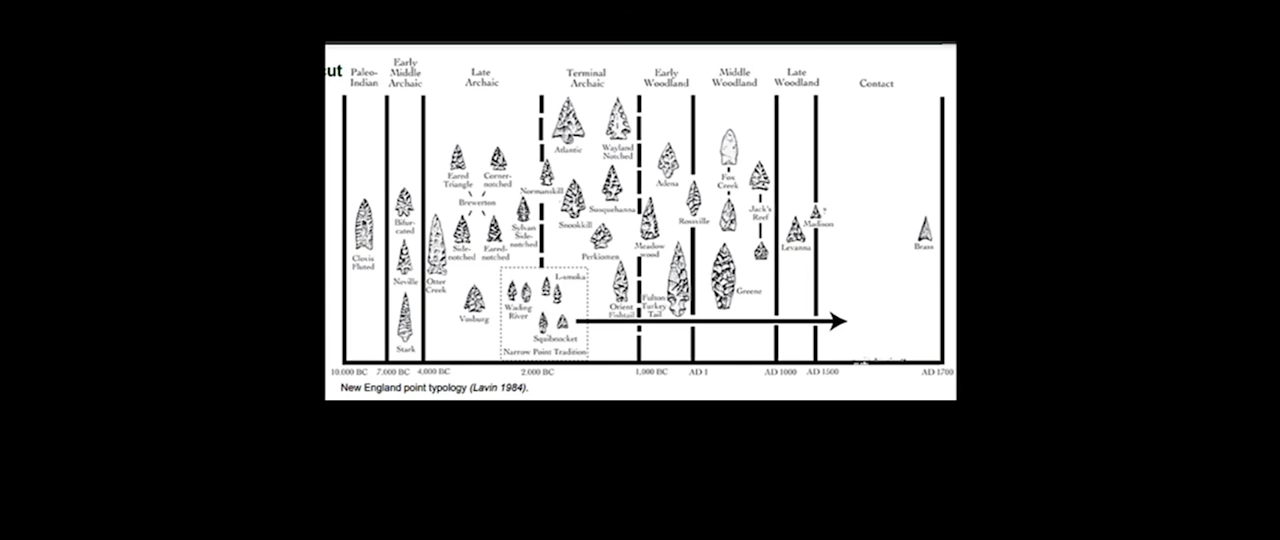 cut
Paleo-
Indian
Early
Middle
Archaic
Late
Archaic
Terminal
Archaic
Early
Woodland
Middle
Woodland
Late
Woodland
Contact
Atlantic
Wayland
Notched
Eared
Triangle
Corner-
notched
Brewerton
Normanskill
Adena
Fox
Creek
Susquehanna
Snookkill
Rossville
Jack's
Reef
Madison
Bifur-
cated
Sylvan
Side-
notched
Side-
notched
Eared-
notched
Meadow
wood
Levanna
Brass
Clovis
Fluted
Perkiomen
Neville
Otter
Creek
Lamoka
Greene
Wading
River
Orient
Fishtail
Fulton
Turkey
Tail
Vosburg
Squibnocket
Stark
Narrow Point Tradition
10.000 BC
7.000 BC
4,000 BC
2.000 BC
1,000 BC
AD 1
AD 1000
AD 1500
AD 1700
New England point typology (Lavin 1984).